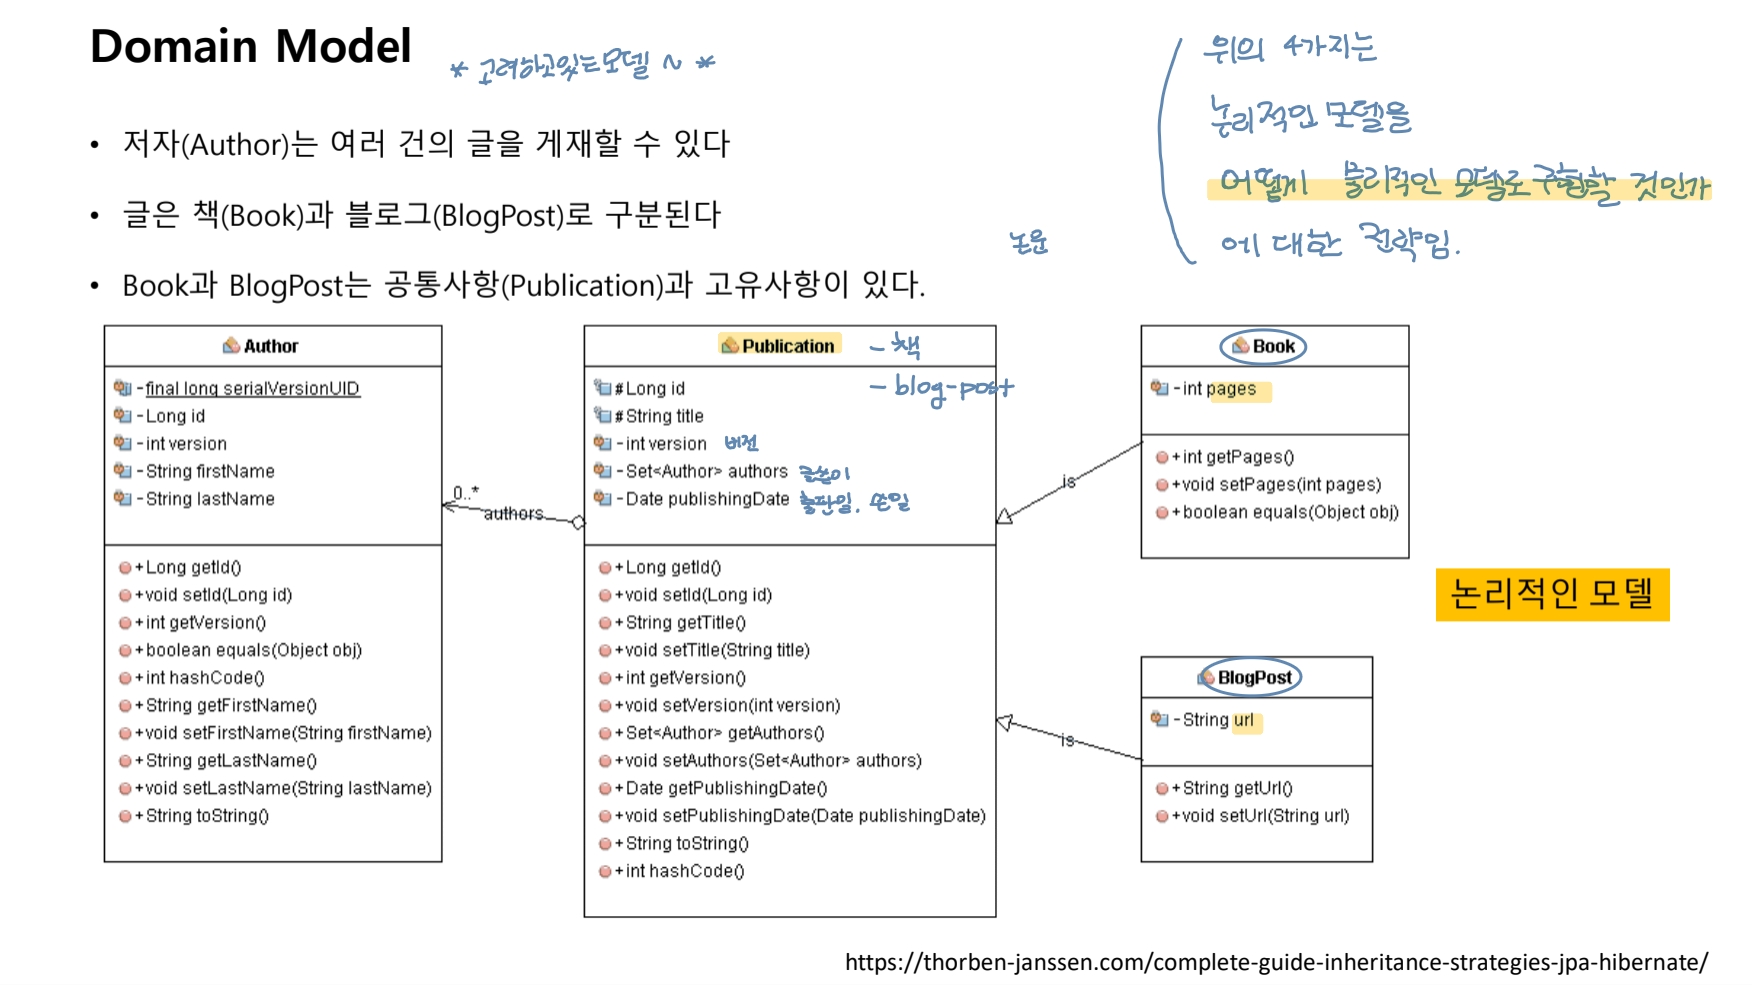 Domain Model
* 고려하고있는모델 ~ *
위의 4가지는
논리적인 모델을
어떻게 물리적인 모델로 구현할 것인가
에 대한 전략임.
• 저자(Author)는 여러 건의 글을 게재할 수 있다
• 글은 책(Book)과 블로그(BlogPost)로 구분된다
논문
• Book과 BlogPost는 공통사항(Publication)과 고유사항이 있다.
Author
-final long serialVersionUID
-Long id
-int version
-String firstName
-String lastName
+Long getId()
+void setId(Long id)
+int getVersion()
+boolean equals(Object obj)
+int hashCode()
+String getFirstName()
+void setFirstName(String firstName)
+String getLastName()
+void setLastName(String lastName)
+String toString()
0..*
authors
Publication - 책
- blog-post
#Long id
#String title
-int version 버전
-Set<Author> authors 글쓴이
-Date publishingDate 출판일. 쓴일
+Long getId()
+void setId(Long id)
+String getTitle()
+void setTitle(String title)
+int getVersion()
+void setVersion(int version)
+Set<Author> getAuthors()
+void setAuthors(Set<Author> authors)
+Date getPublishingDate()
+void setPublishingDate(Date publishingDate)
+String toString()
+int hashCode()
is
is
Book
-int pages
+int getPages()
+void setPages(int pages)
+boolean equals(Object obj)
논리적인 모델
BlogPost
-String url
+String getUrl()
+void setUrl(String url)
https://thorben-janssen.com/complete-guide-inheritance-strategies-jpa-hibernate/